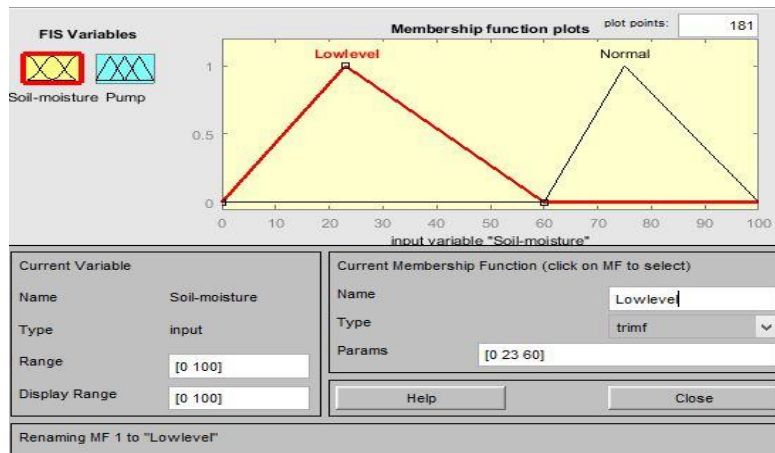 FIS Variables
Soil-moisture Pump
Membership function plots
plot points: 181
Lowlevel
Normal
1
0.5
0
0 10 20 30 40 50 60 70 80 90 100
input variable "Soil-moisture"
Current Variable
Name Soil-moisture
Type input
Range [0 100]
Display Range [0 100]
Current Membership Function (click on MF to select)
Name Lowlevel
Type trimf
Params [0 23 60]
Help Close
Renaming MF 1 to "Lowlevel"